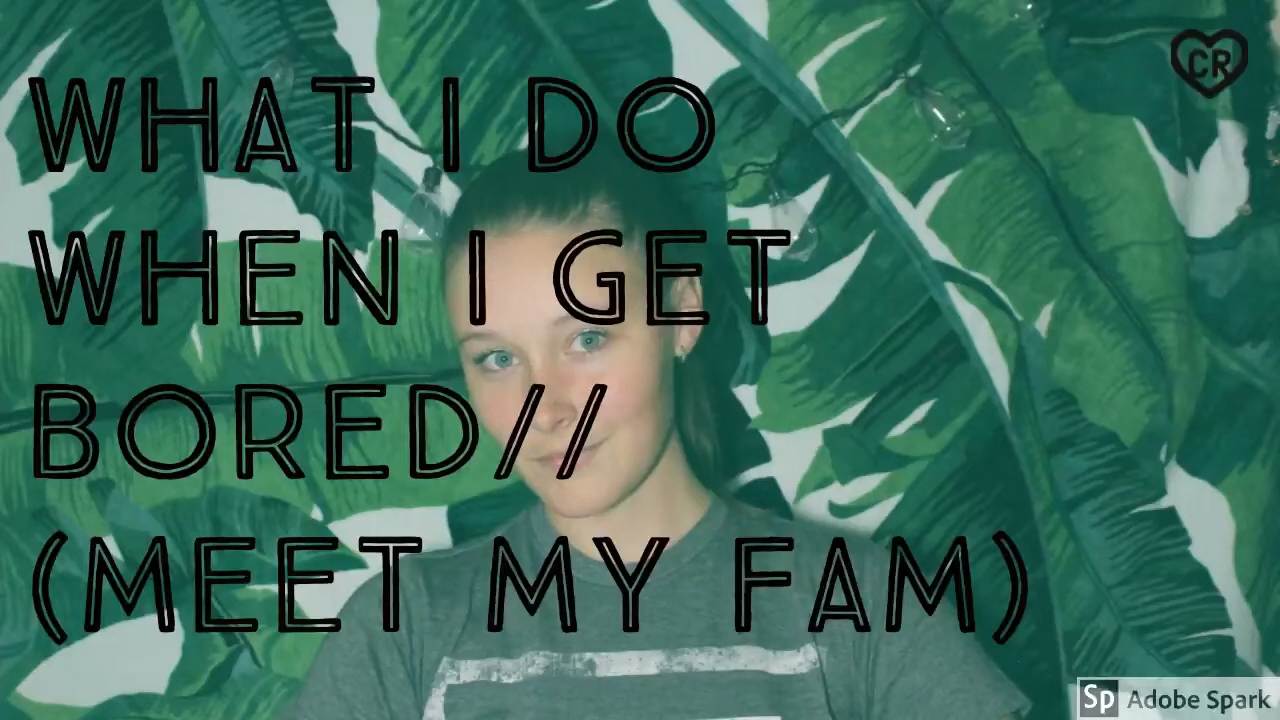 CR
WHAT I DO
WHEN I GET
BORED//
(MEET MY FAM)
Sp Adobe Spark